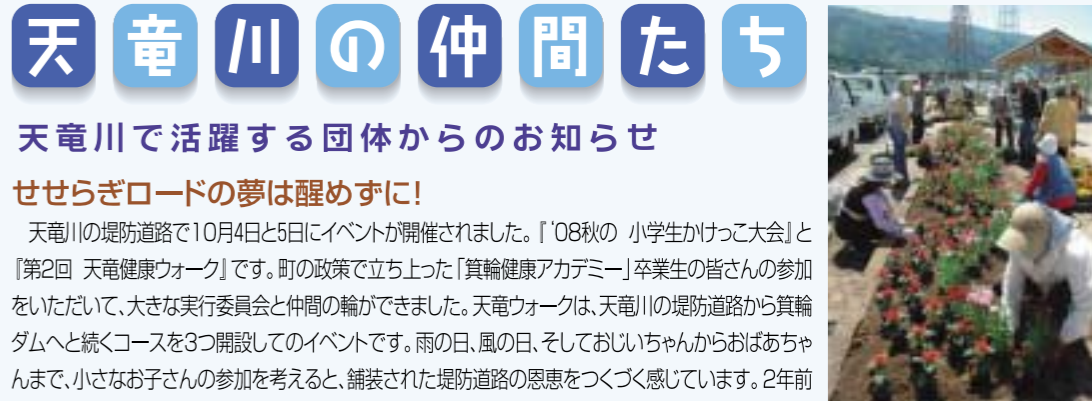 天竜川の仲間たち
天竜川で活躍する団体からのお知らせ
せせらぎロードの夢は醒めずに!
　天竜川の堤防道路で10月4日と5日にイベントが開催されました。『‘08秋の 小学生かけっこ大会』と
『第2回 天竜健康ウォーク』です。町の政策で立ち上った「箕輪健康アカデミー」卒業生の皆さんの参加
をいただいて、大きな実行委員会と仲間の輪ができました。天竜ウォークは、天竜川の堤防道路から箕輪
ダムへと続くコースを3つ開設してのイベントです。雨の日、風の日、そしておじいちゃんからおばあちゃ
んまで、小さなお子さんの参加を考えると、舗装された堤防道路の恩恵をつくづく感じています。2年前